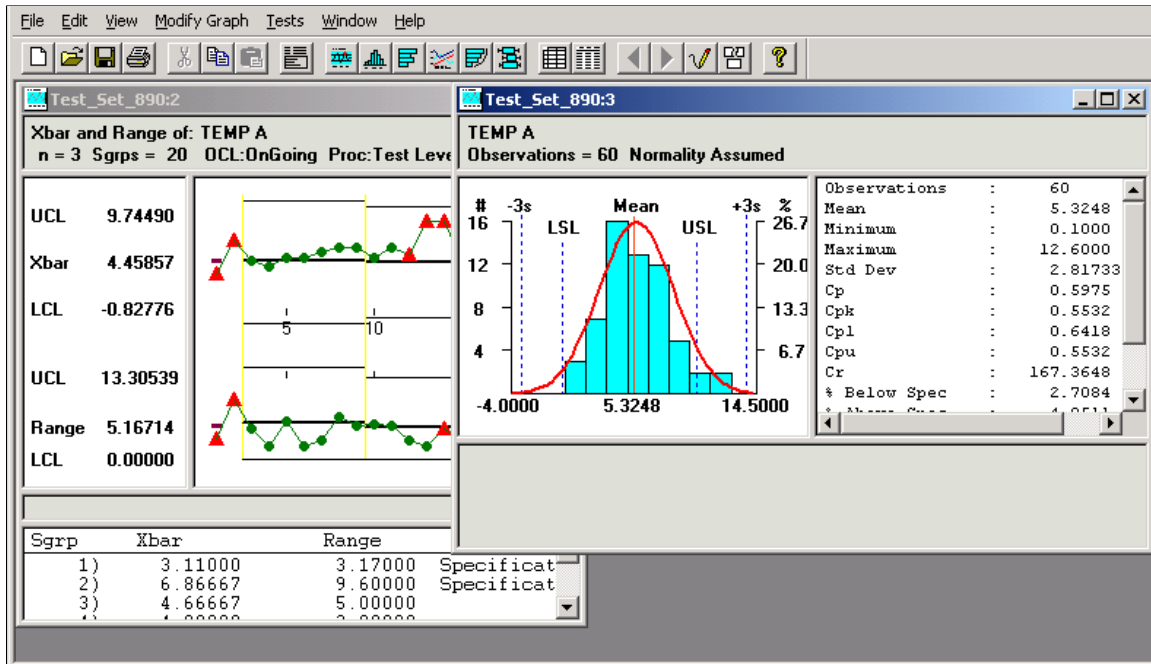 File Edit View Modify Graph Tests Window Help
Test_Set_890:2
Xbar and Range of: TEMP A
n = 3 Sgrps = 20 OCL:OnGoing Proc:Test Leve
UCL 9.74490
Xbar 4.45857
LCL -0.82776
5 10
UCL 13.30539
Range 5.16714
LCL 0.00000
Sgrp Xbar Range
1) 3.11000 3.17000 Specificat
2) 6.86667 9.60000 Specificat
3) 4.66667 5.00000
Test_Set_890:3
TEMP A
Observations = 60 Normality Assumed
# -3s Mean +3s %
16 LSL USL 26.7
12 20.0
8 13.3
4 6.7
-4.0000 5.3248 14.5000
Observations : 60
Mean : 5.3248
Minimum : 0.1000
Maximum : 12.6000
Std Dev : 2.81733
Cp : 0.5975
Cpk : 0.5532
Cpl : 0.6418
Cpu : 0.5532
Cr : 167.3648
% Below Spec : 2.7084